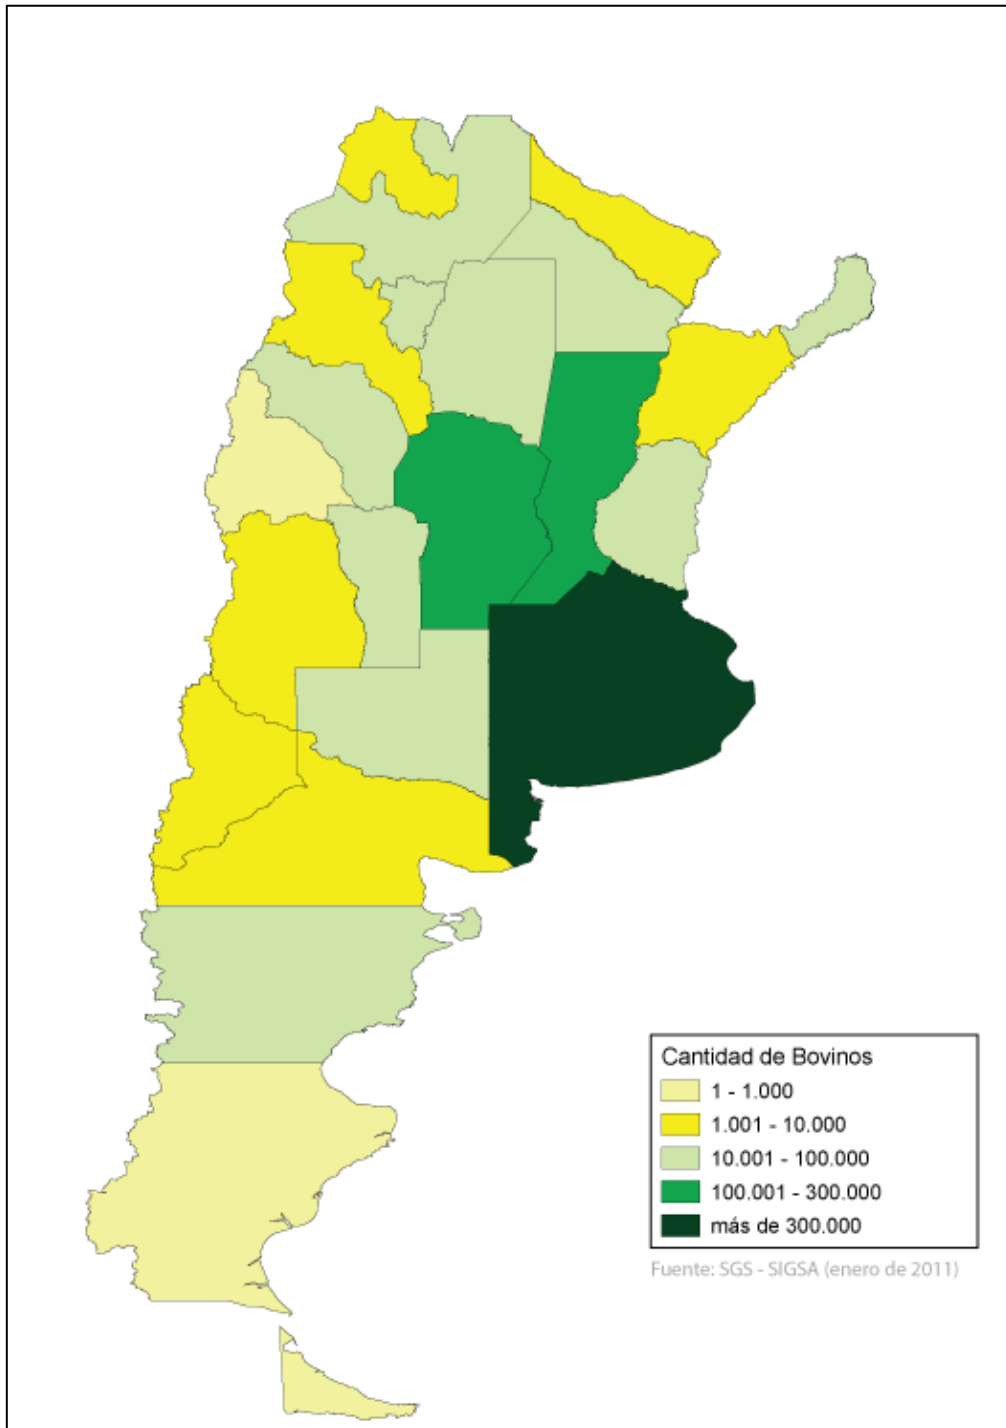 Cantidad de Bovinos
1 - 1.000
1.001 - 10.000
10.001 - 100.000
100.001 - 300.000
más de 300.000
Fuente: SGS - SIGSA (enero de 2011)